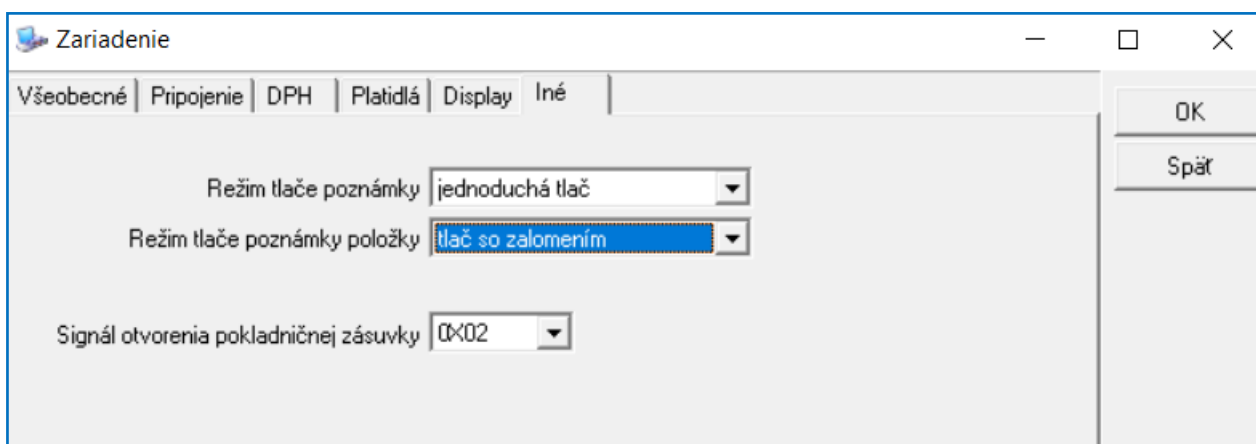 Zariadenie
Všeobecné Pripojenie DPH Platidlá Display Iné
OK
Späť
Režim tlače poznámky jednoduchá tlač
Režim tlače poznámky položky tlač so zalomením
Signál otvorenia pokladničnej zásuvky 0X02